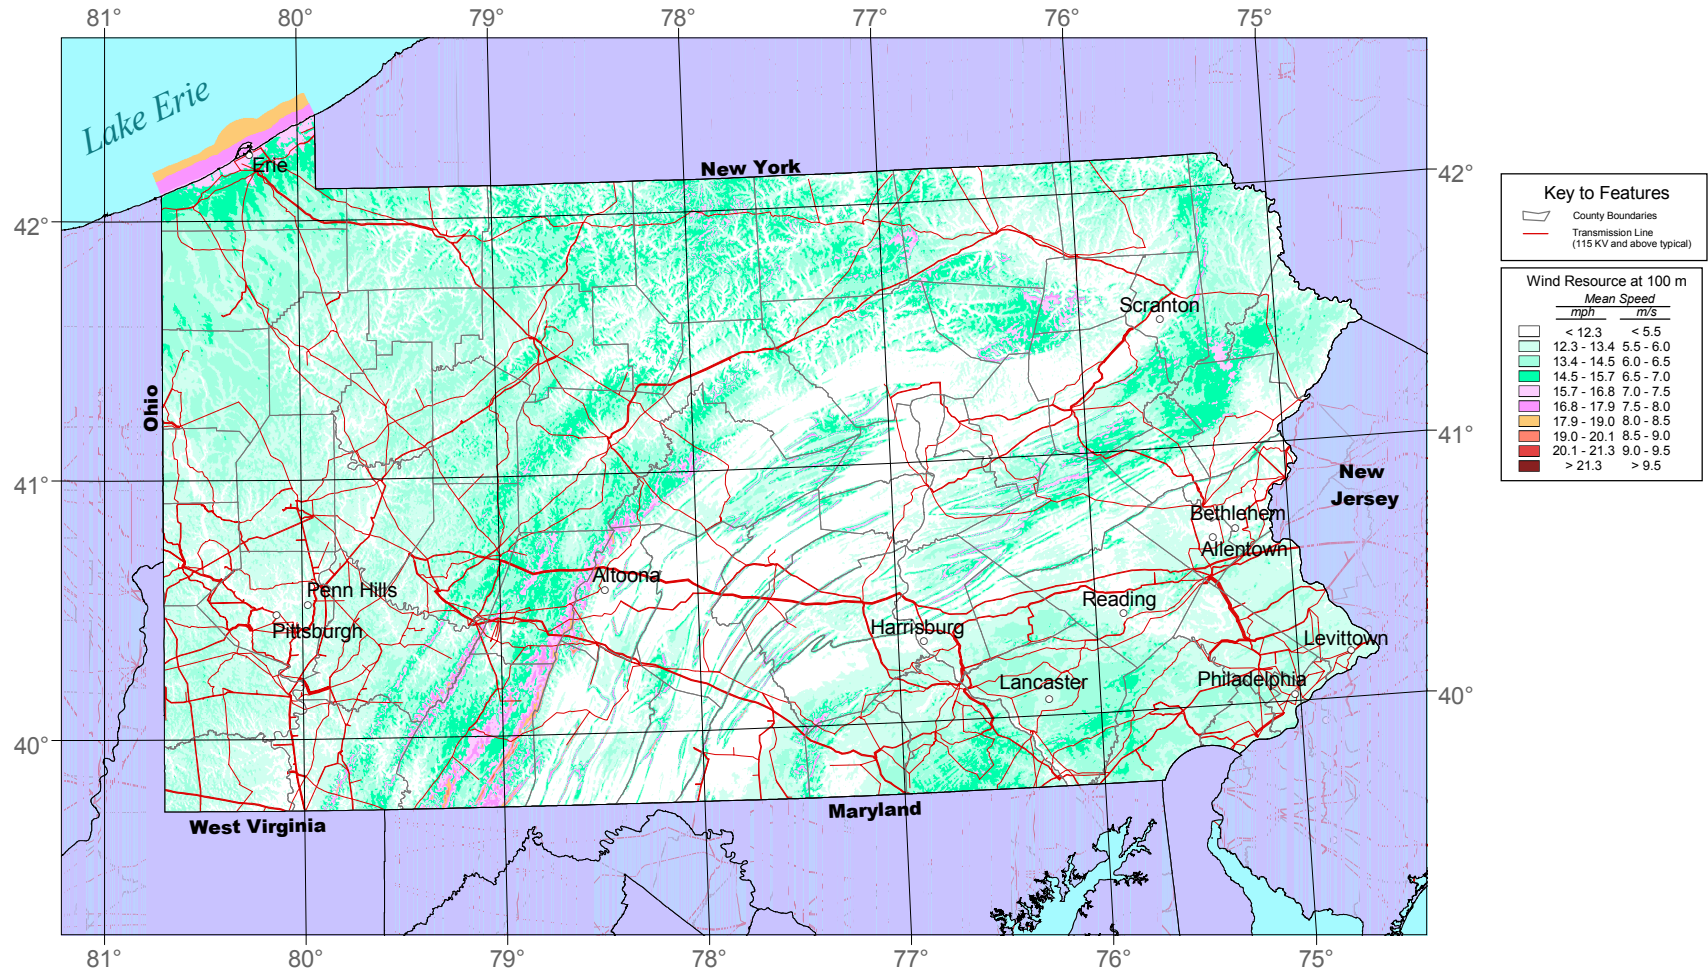 81°
80°
79°
78°
77°
76°
75°
Lake Erie
Erie
New York
42°
42°
Key to Features
County Boundaries
Transmission Line
(115 KV and above typical)
Wind Resource at 100 m
Mean Speed
mph m/s
< 12.3 < 5.5
12.3 - 13.4 5.5 - 6.0
13.4 - 14.5 6.0 - 6.5
14.5 - 15.7 6.5 - 7.0
15.7 - 16.8 7.0 - 7.5
16.8 - 17.9 7.5 - 8.0
17.9 - 19.0 8.0 - 8.5
19.0 - 20.1 8.5 - 9.0
20.1 - 21.3 9.0 - 9.5
> 21.3 > 9.5
Scranton
Ohio
41°
41°
New
Jersey
Bethlehem
Allentown
Altoona
Penn Hills
Pittsburgh
Reading
Harrisburg
Levittown
Lancaster
Philadelphia
40°
40°
West Virginia
Maryland
81°
80°
79°
78°
77°
76°
75°